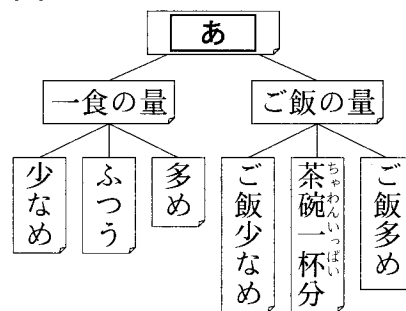 あ
一食の量
ご飯の量
少なめ
ふつう
多め
ご飯少なめ
茶碗一杯分
ちゃわんいっぱい
ご飯多め